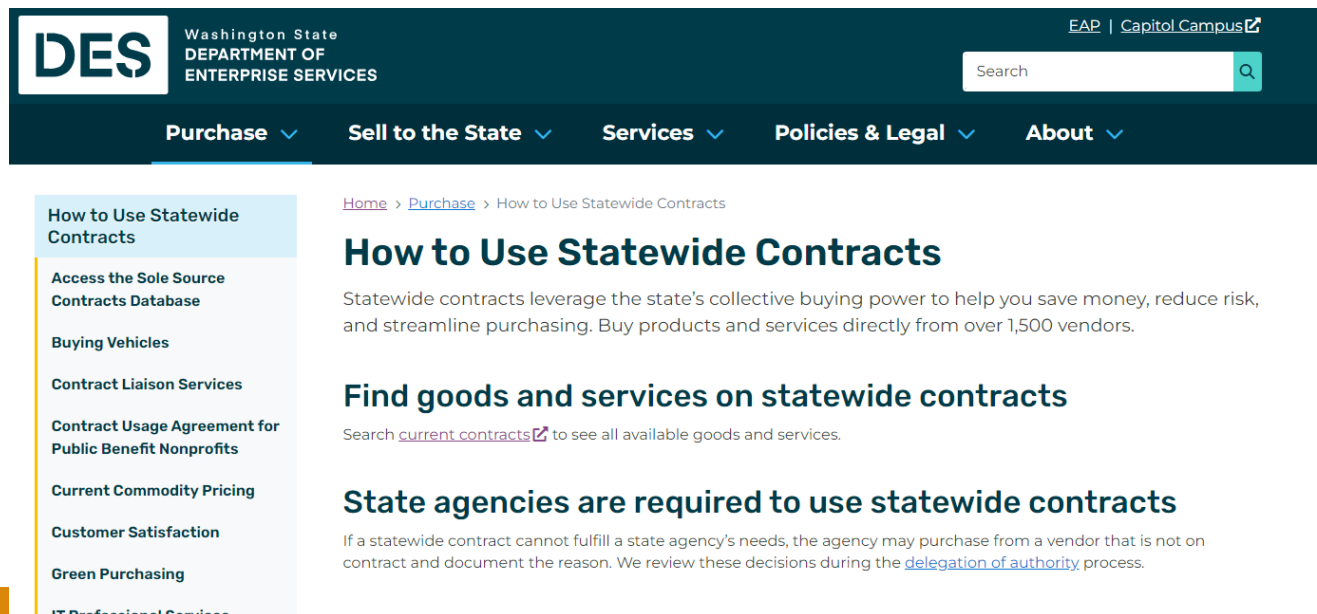 DES
Washington State
DEPARTMENT OF
ENTERPRISE SERVICES
EAP | Capitol Campus
Search
Purchase
Sell to the State
Services
Policies & Legal
About
How to Use Statewide
Contracts
Access the Sole Source
Contracts Database
Buying Vehicles
Contract Liaison Services
Contract Usage Agreement for
Public Benefit Nonprofits
Current Commodity Pricing
Customer Satisfaction
Green Purchasing
IT Professional Services
Home > Purchase > How to Use Statewide Contracts
How to Use Statewide Contracts
Statewide contracts leverage the state's collective buying power to help you save money, reduce risk,
and streamline purchasing. Buy products and services directly from over 1,500 vendors.
Find goods and services on statewide contracts
Search current contracts to see all available goods and services.
State agencies are required to use statewide contracts
If a statewide contract cannot fulfill a state agency's needs, the agency may purchase from a vendor that is not on
contract and document the reason. We review these decisions during the delegation of authority process.